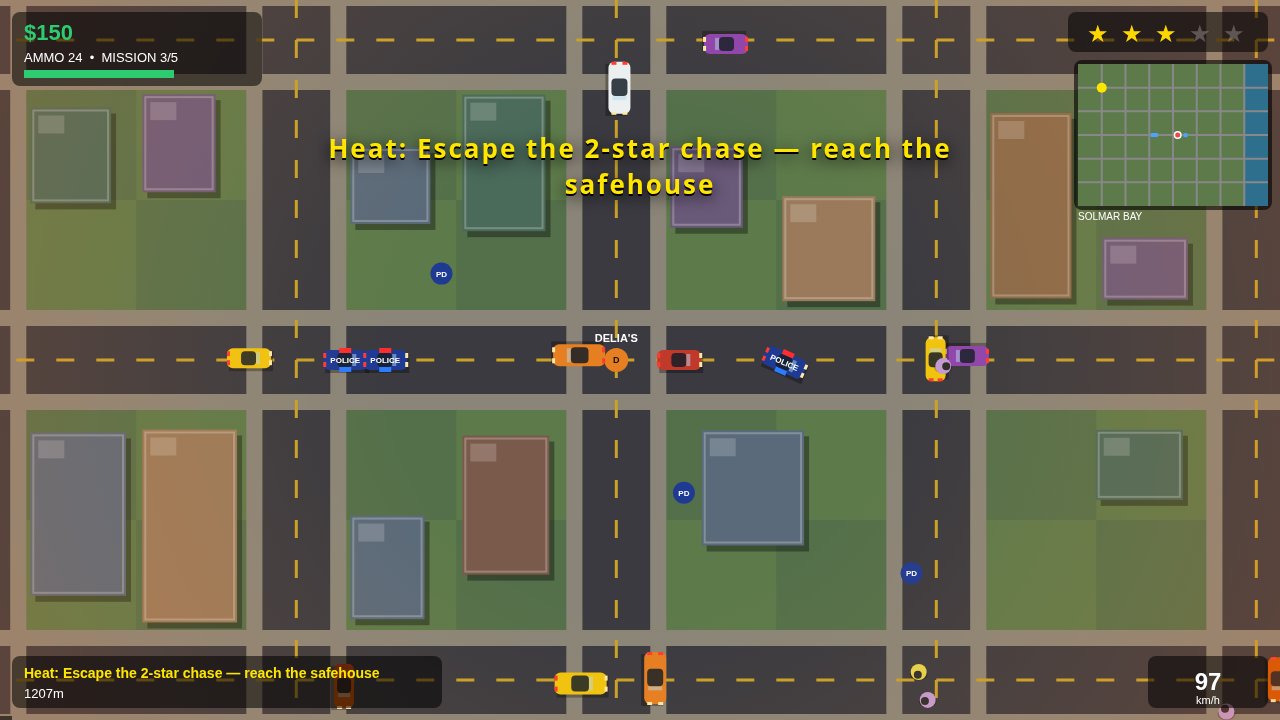 $150
AMMO 24 • MISSION 3/5
SOLMAR BAY
Heat: Escape the 2-star chase — reach the
safehouse
PD
DELIA'S
D
POLICE
POLICE
POLICE
PD
PD
Heat: Escape the 2-star chase — reach the safehouse
1207m
97
km/h